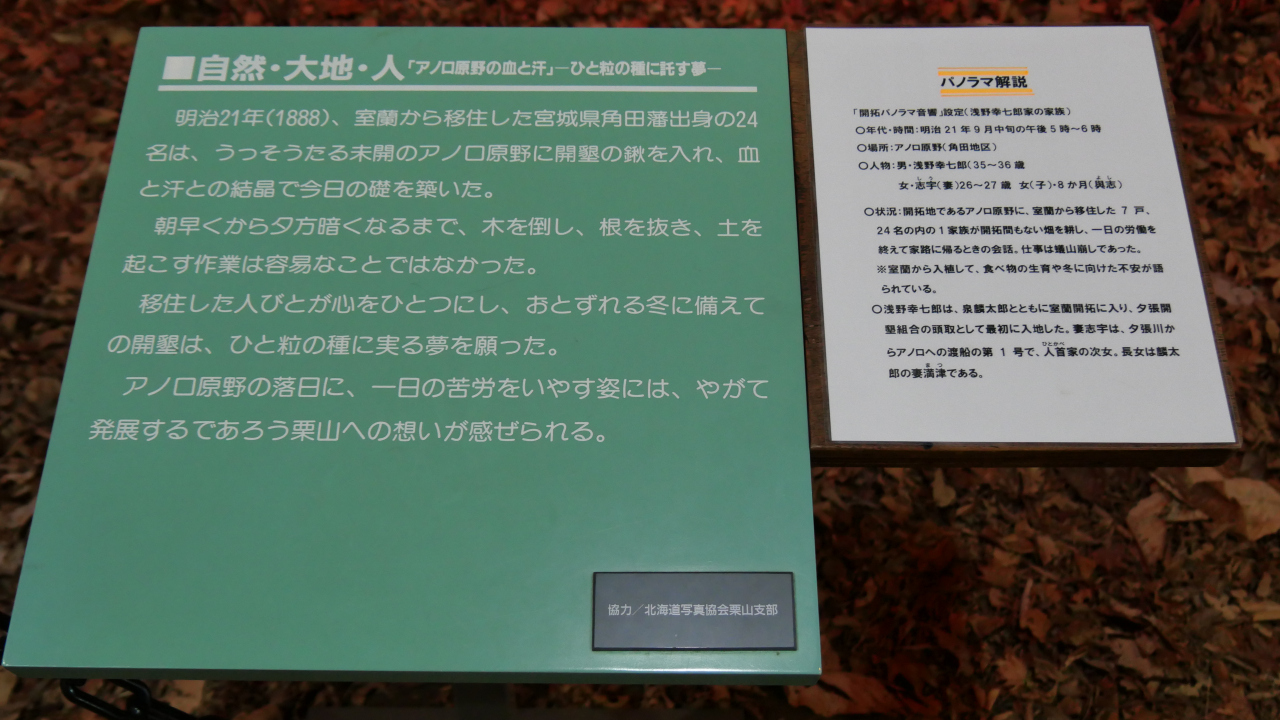 ■自然・大地・人「アノロ原野の血と汗」―ひと粒の種に託す夢―
明治21年(1888)、室蘭から移住した宮城県角田藩出身の24
名は、うっそうたる未開のアノロ原野に開墾の鍬を入れ、血
と汗との結晶で今日の礎を築いた。
朝早くから夕方暗くなるまで、木を倒し、根を抜き、土を
起こす作業は容易なことではなかった。
移住した人びとが心をひとつにし、おとずれる冬に備えて
の開墾は、ひと粒の種に実る夢を願った。
アノロ原野の落日に、一日の苦労をいやす姿には、やがて
発展するであろう栗山への想いが感ぜられる。
協力／北海道写真協会栗山支部
パノラマ解説
「開拓パノラマ音響」設定(浅野幸七郎家の家族)
○年代・時間：明治21年9月中旬の午後5時～6時
○場所：アノロ原野(角田地区)
○人物：男・浅野幸七郎(35～36歳
女・志宇(妻)26～27歳 女(子)・8か月(與志)
○状況：開拓地であるアノロ原野に、室蘭から移住した 7 戸、
24名の内の1家族が開拓間もない畑を耕し、一日の労働を
終えて家路に帰るときの会話。仕事は蟻山崩しであった。
※室蘭から入植して、食べ物の生育や冬に向けた不安が語
られている。
○浅野幸七郎は、泉麟太郎とともに室蘭開拓に入り、夕張開
墾組合の頭取として最初に入地した。妻志宇は、夕張川か
らアノロへの渡船の第 1 号で、人首家の次女。長女は麟太
郎の妻満津である。